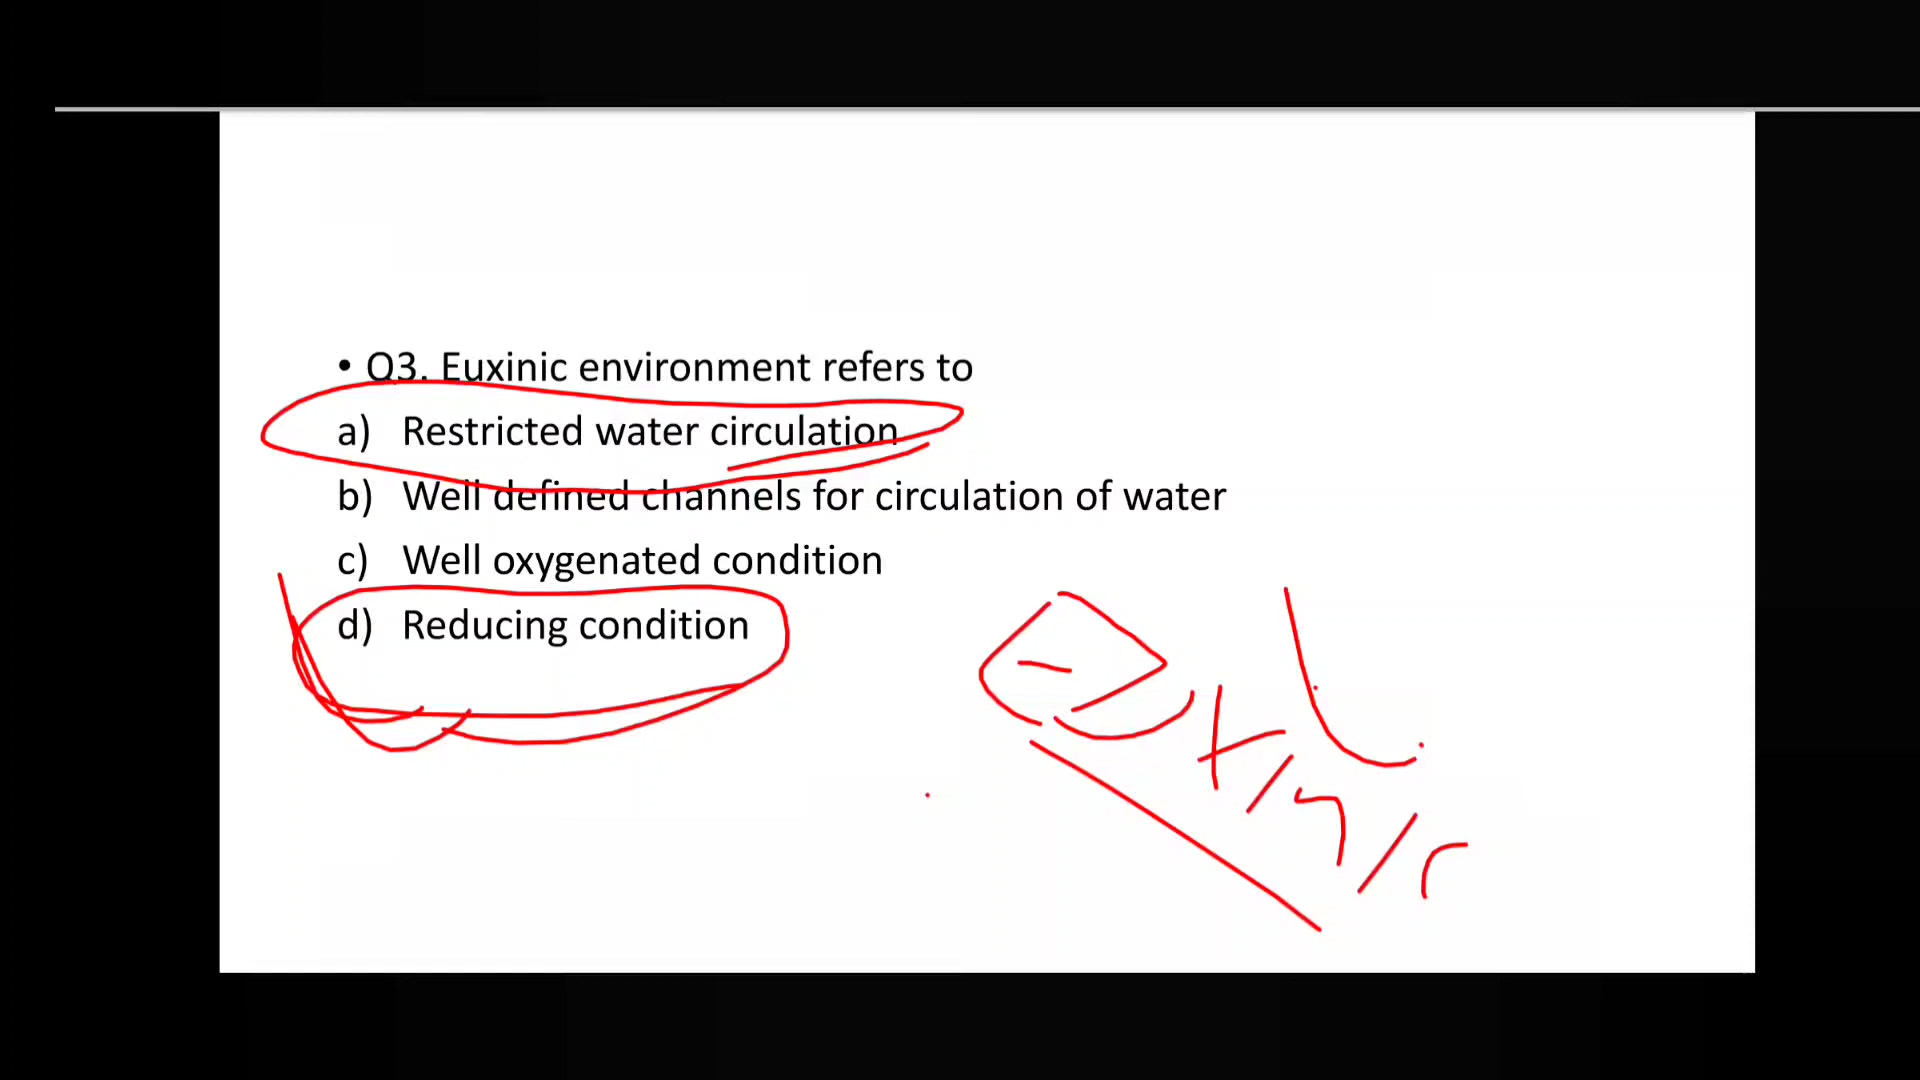 • Q3. Euxinic environment refers to
a) Restricted water circulation
b) Well defined channels for circulation of water
c) Well oxygenated condition
d) Reducing condition
Euxinic